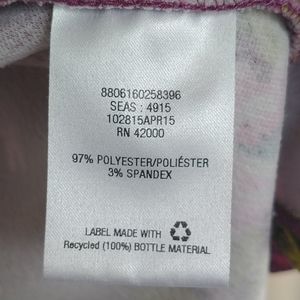 8806160258396
SEAS : 4915
102815APR15
RN 42000
97% POLYESTER/POLIÉSTER
3% SPANDEX
LABEL MADE WITH
Recycled (100%) BOTTLE MATERIAL